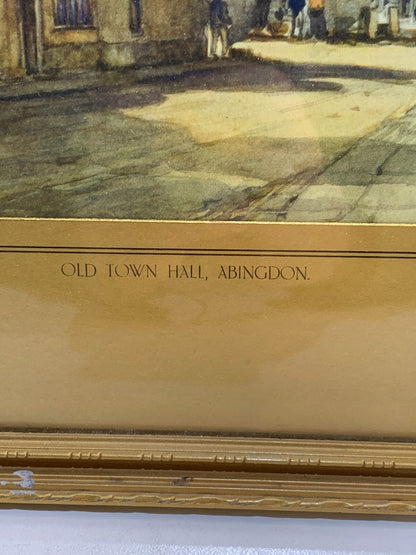 OLD TOWN HALL, ABINGDON.